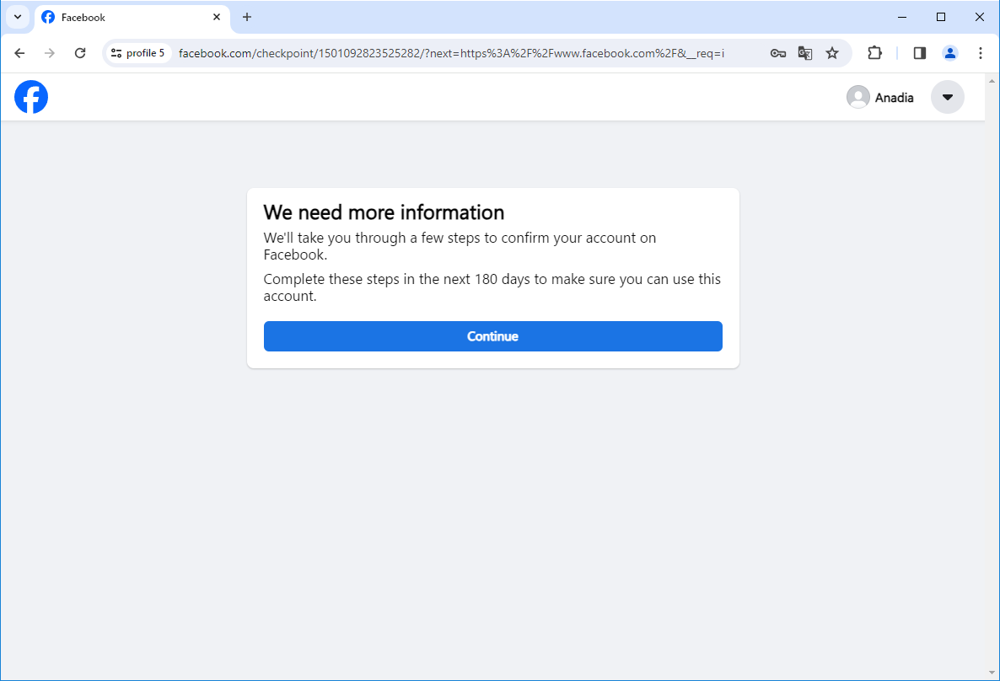 Facebook
profile 5
facebook.com/checkpoint/1501092823525282/?next=https%3A%2F%2Fwww.facebook.com%2F&__req=i
Anadia
We need more information
We'll take you through a few steps to confirm your account on
Facebook.
Complete these steps in the next 180 days to make sure you can use this
account.
Continue